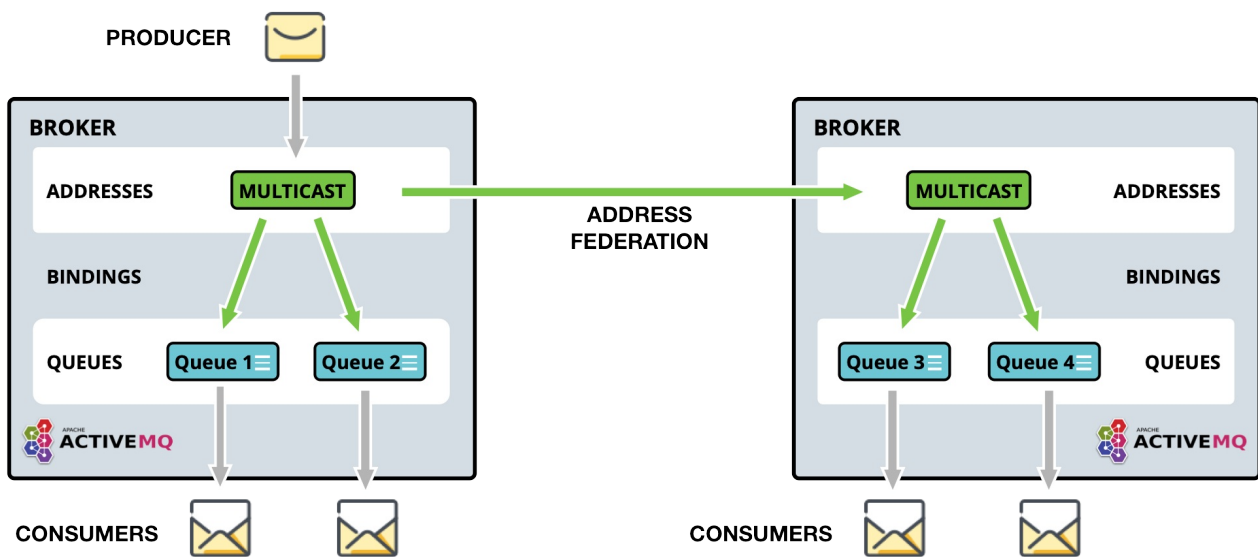 PRODUCER
BROKER
ADDRESSES
MULTICAST
BINDINGS
QUEUES
Queue 1
Queue 2
APACHE
ACTIVEMQ
CONSUMERS
ADDRESS
FEDERATION
BROKER
MULTICAST
ADDRESSES
BINDINGS
Queue 3
Queue 4
QUEUES
APACHE
ACTIVEMQ
CONSUMERS